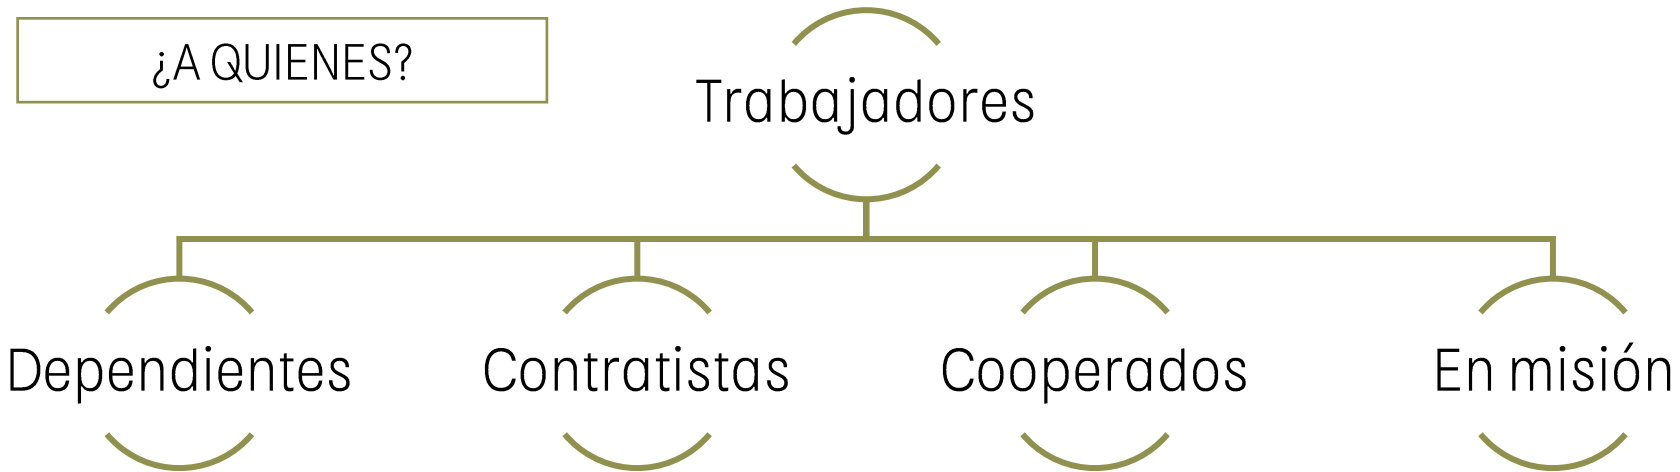 ¿A QUIENES?
Trabajadores
Dependientes
Contratistas
Cooperados
En misión